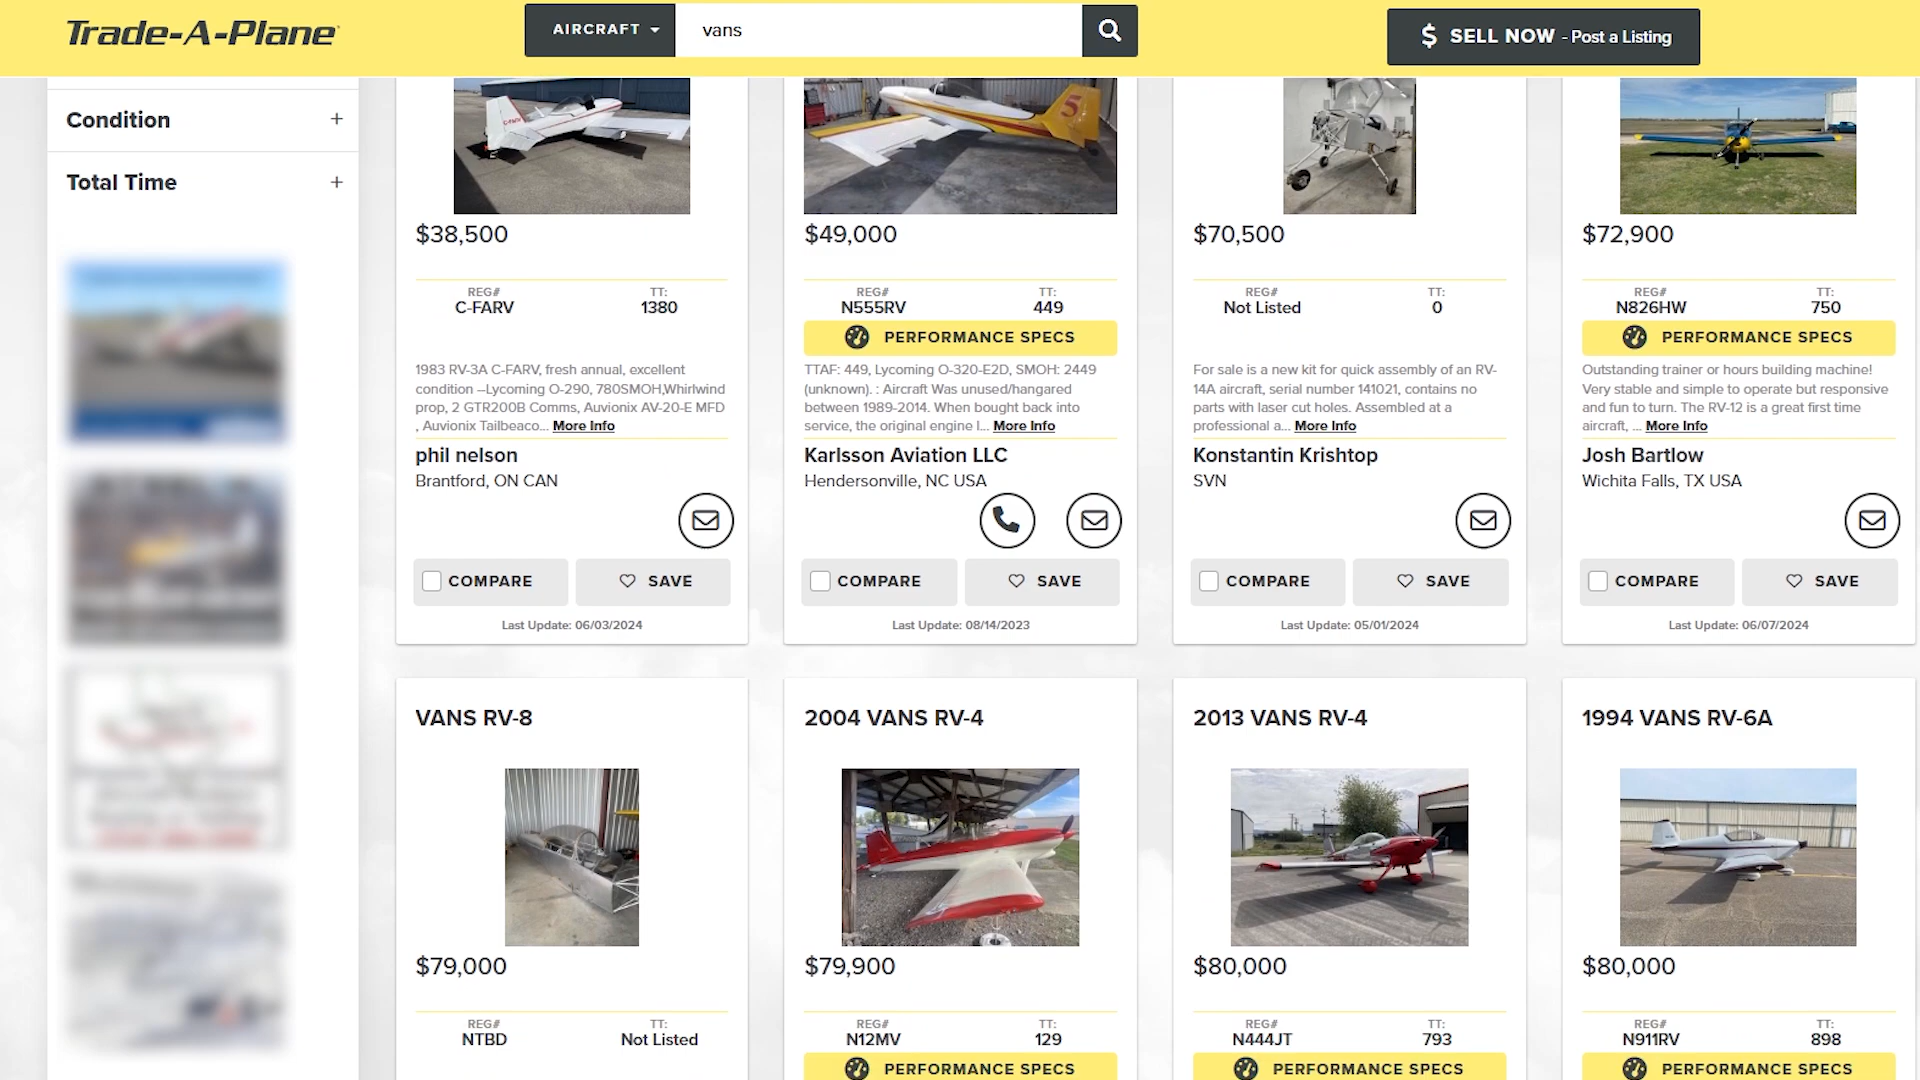 Trade-A-Plane
AIRCRAFT
vans
SELL NOW - Post a Listing
Condition +
Total Time +
$38,500
REG# TT:
C-FARV 1380
1983 RV-3A C-FARV, fresh annual, excellent
condition --Lycoming O-290, 780SMOH,Whirlwind
prop, 2 GTR200B Comms, Auvionix AV-20-E MFD
, Auvionix Tailbeaco... More Info
phil nelson
Brantford, ON CAN
COMPARE SAVE
Last Update: 06/03/2024
5
$49,000
REG# TT:
N555RV 449
PERFORMANCE SPECS
TTAF: 449, Lycoming O-320-E2D, SMOH: 2449
(unknown). : Aircraft Was unused/hangared
between 1989-2014. When bought back into
service, the original engine l... More Info
Karlsson Aviation LLC
Hendersonville, NC USA
COMPARE SAVE
Last Update: 08/14/2023
$70,500
REG# TT:
Not Listed 0
For sale is a new kit for quick assembly of an RV-
14A aircraft, serial number 141021, contains no
parts with laser cut holes. Assembled at a
professional a... More Info
Konstantin Krishtop
SVN
COMPARE SAVE
Last Update: 05/01/2024
$72,900
REG# TT:
N826HW 750
PERFORMANCE SPECS
Outstanding trainer or hours building machine!
Very stable and simple to operate but responsive
and fun to turn. The RV-12 is a great first time
aircraft, ... More Info
Josh Bartlow
Wichita Falls, TX USA
COMPARE SAVE
Last Update: 06/07/2024
VANS RV-8
$79,000
REG# TT:
NTBD Not Listed
2004 VANS RV-4
$79,900
REG# TT:
N12MV 129
PERFORMANCE SPECS
2013 VANS RV-4
$80,000
REG# TT:
N444JT 793
PERFORMANCE SPECS
1994 VANS RV-6A
$80,000
REG# TT:
N911RV 898
PERFORMANCE SPECS